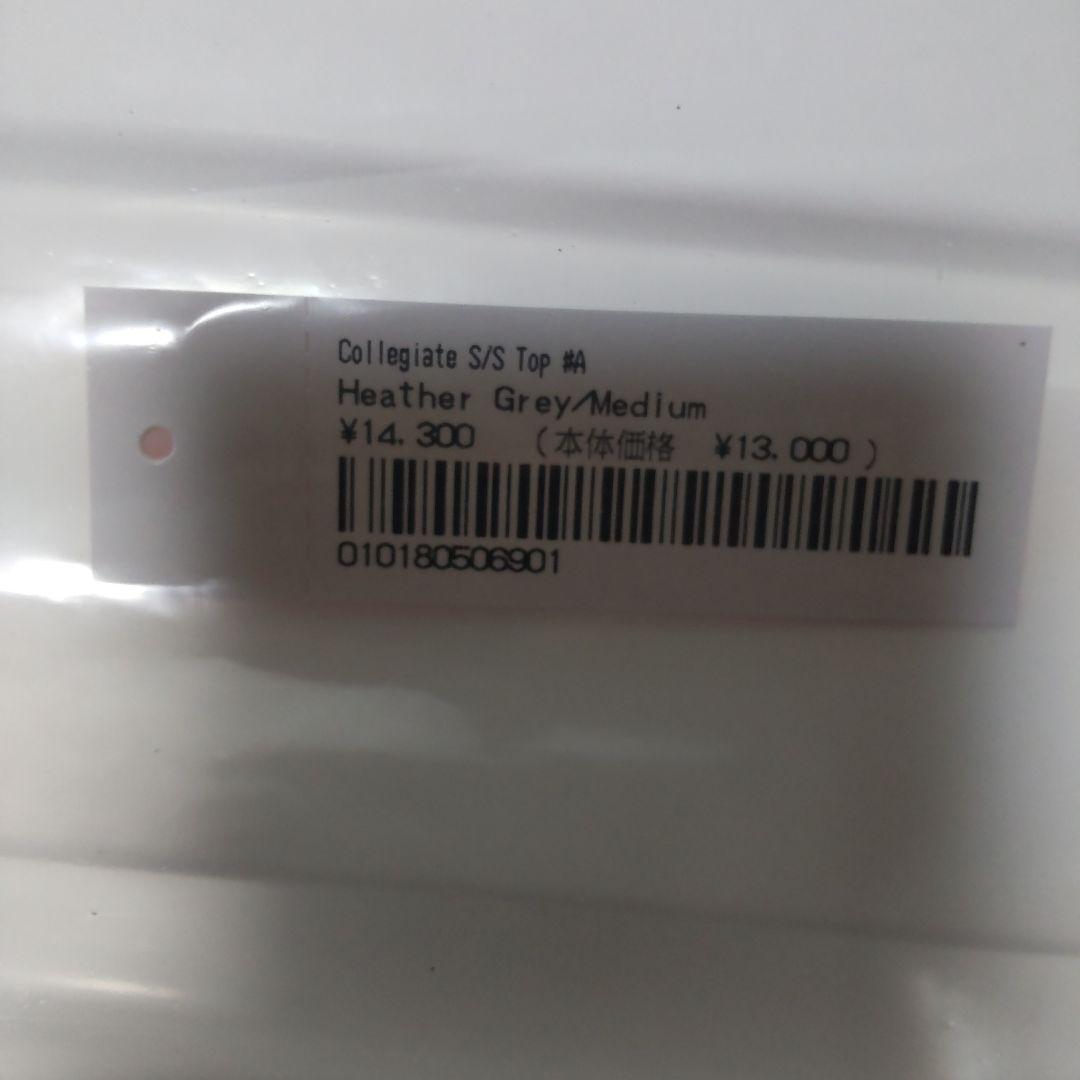 Collegiate S/S Top #A
Heather Grey/Medium
¥14.300 (本体価格 ¥13.000 )
010180506901